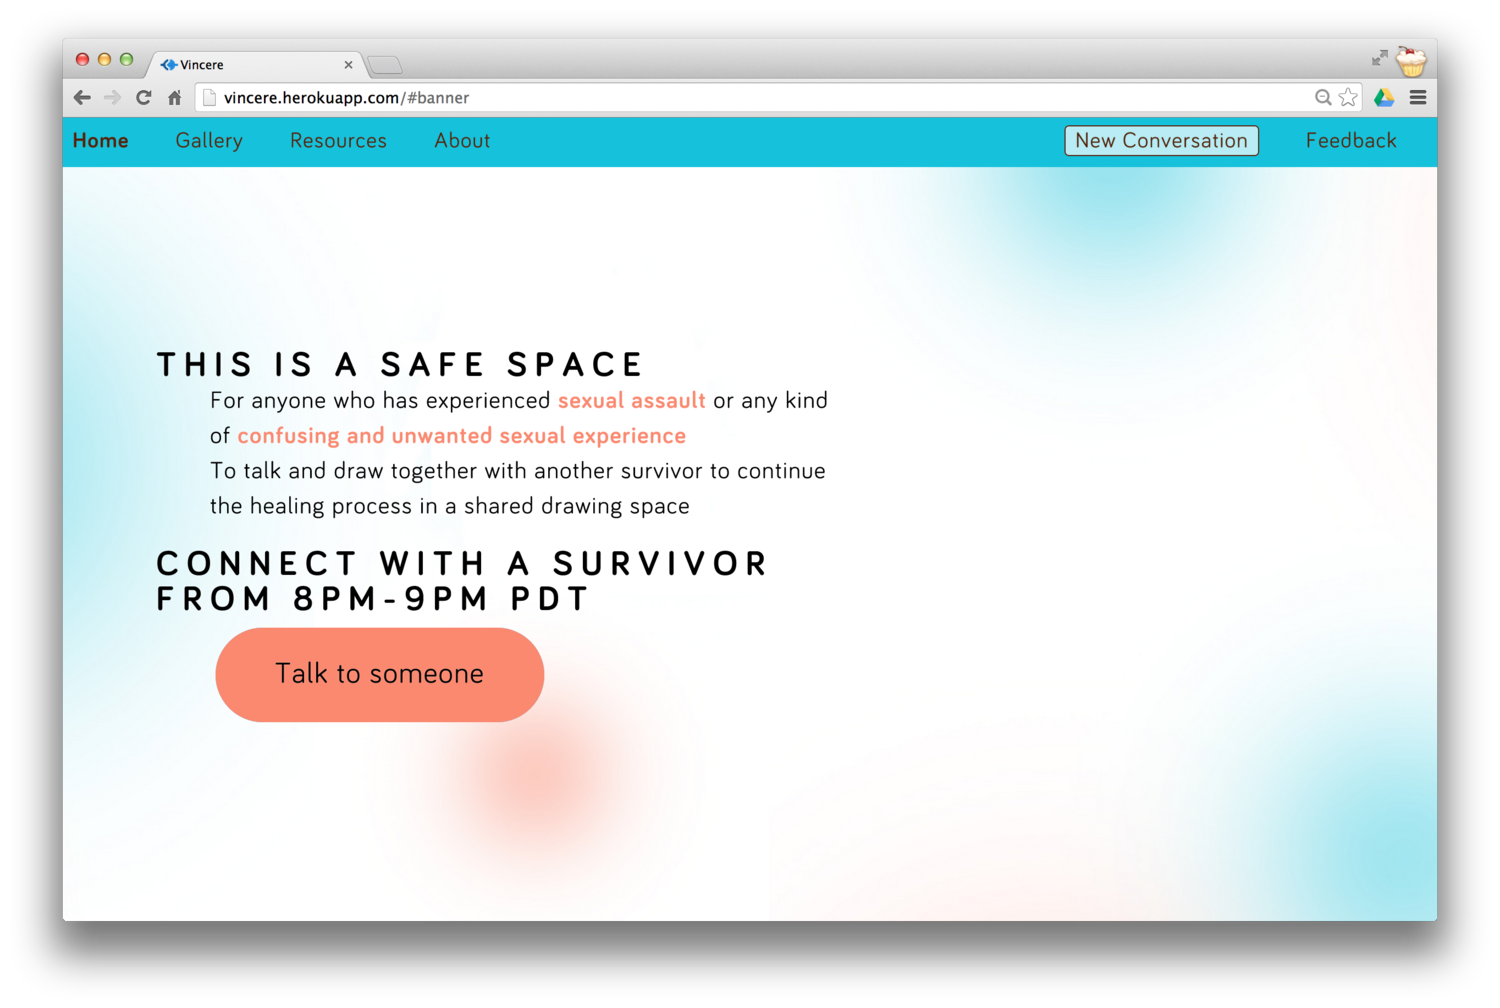 Vincere
vincere.herokuapp.com/#banner
Home Gallery Resources About New Conversation Feedback
THIS IS A SAFE SPACE
For anyone who has experienced sexual assault or any kind
of confusing and unwanted sexual experience
To talk and draw together with another survivor to continue
the healing process in a shared drawing space
CONNECT WITH A SURVIVOR
FROM 8PM-9PM PDT
Talk to someone